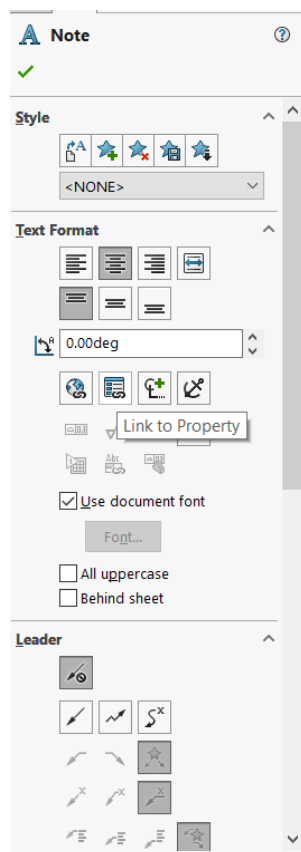 A Note
Style
<NONE>
Text Format
0.00deg
Link to Property
Use document font
Font...
All uppercase
Behind sheet
Leader